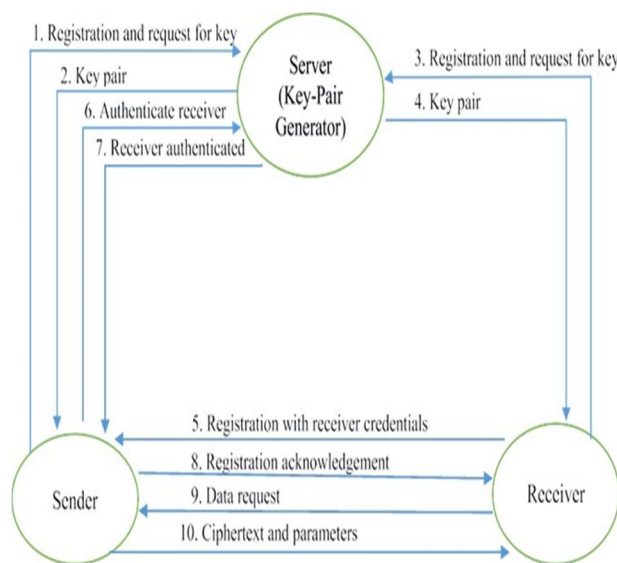 1. Registration and request for key
2. Key pair
6. Authenticate receiver
7. Receiver authenticated
Server
(Key-Pair
Generator)
3. Registration and request for key
4. Key pair
5. Registration with receiver credentials
8. Registration acknowledgement
9. Data request
10. Ciphertext and parameters
Sender
Receiver